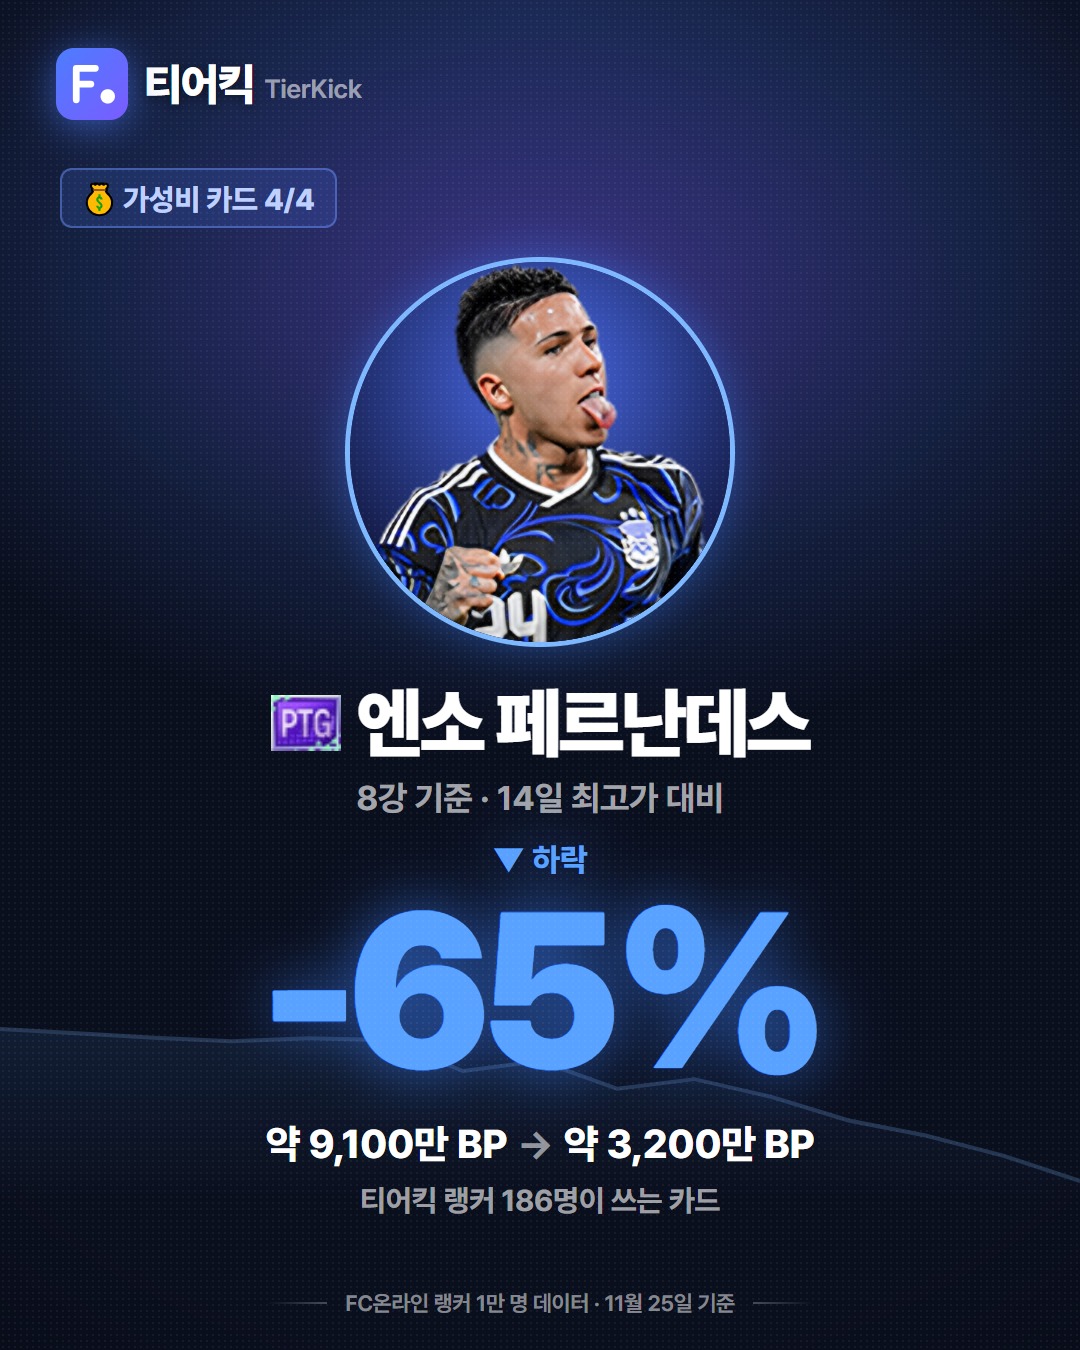 F. 티어킥 TierKick
가성비 카드 4/4
24
PTG 엔소 페르난데스
8강 기준 · 14일 최고가 대비
▼ 하락
-65%
약 9,100만 BP → 약 3,200만 BP
티어킥 랭커 186명이 쓰는 카드
FC온라인 랭커 1만 명 데이터 · 11월 25일 기준